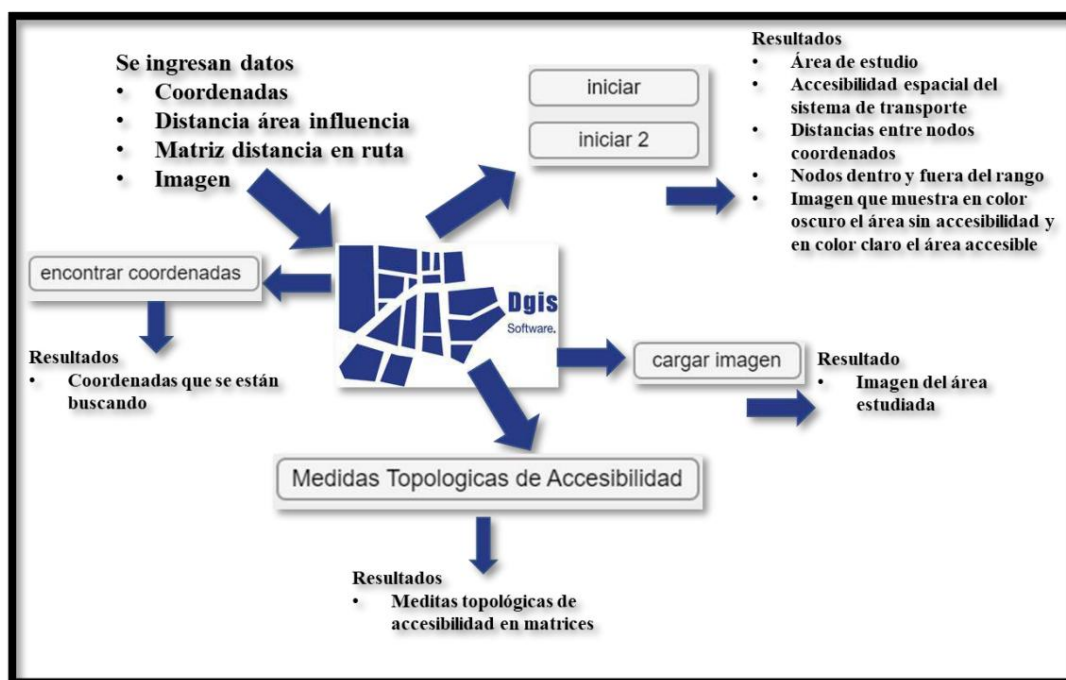 Se ingresan datos
• Coordenadas
• Distancia área influencia
• Matriz distancia en ruta
• Imagen
iniciar
iniciar 2
Resultados
• Área de estudio
• Accesibilidad espacial del
sistema de transporte
• Distancias entre nodos
coordenados
• Nodos dentro y fuera del rango
• Imagen que muestra en color
oscuro el área sin accesibilidad y
en color claro el área accesible
encontrar coordenadas
Resultados
• Coordenadas que se están
buscando
Dgis
Software.
cargar imagen
Resultado
• Imagen del área
estudiada
Medidas Topologicas de Accesibilidad
Resultados
• Meditas topológicas de
accesibilidad en matrices